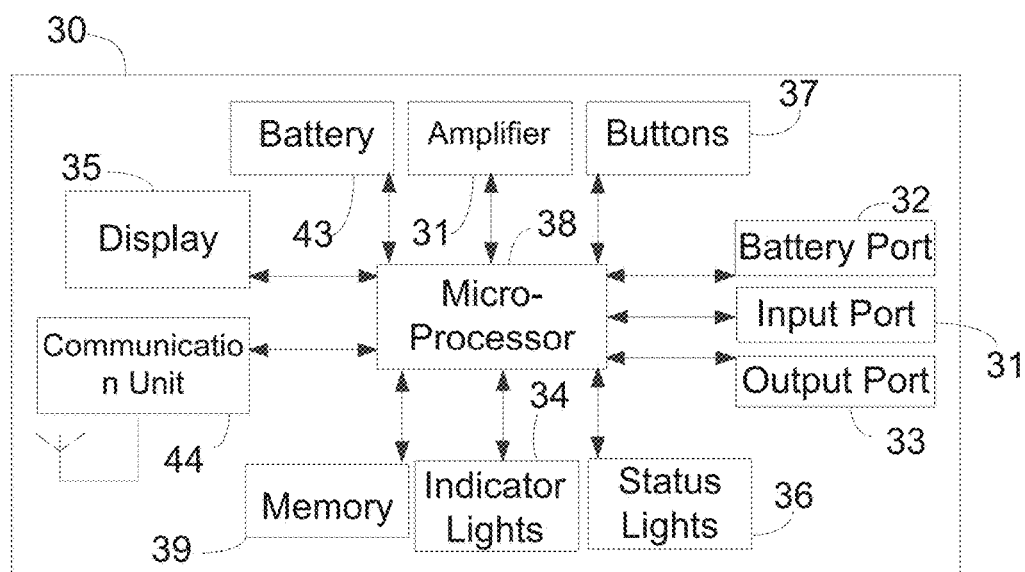 30
37
Battery
Amplifier
Buttons
35
32
Display
43
31
38
Battery Port
Micro-
Processor
Input Port
Communicatio
n Unit
31
Output Port
34
33
44
Memory
Indicator
Lights
Status
Lights
36
39